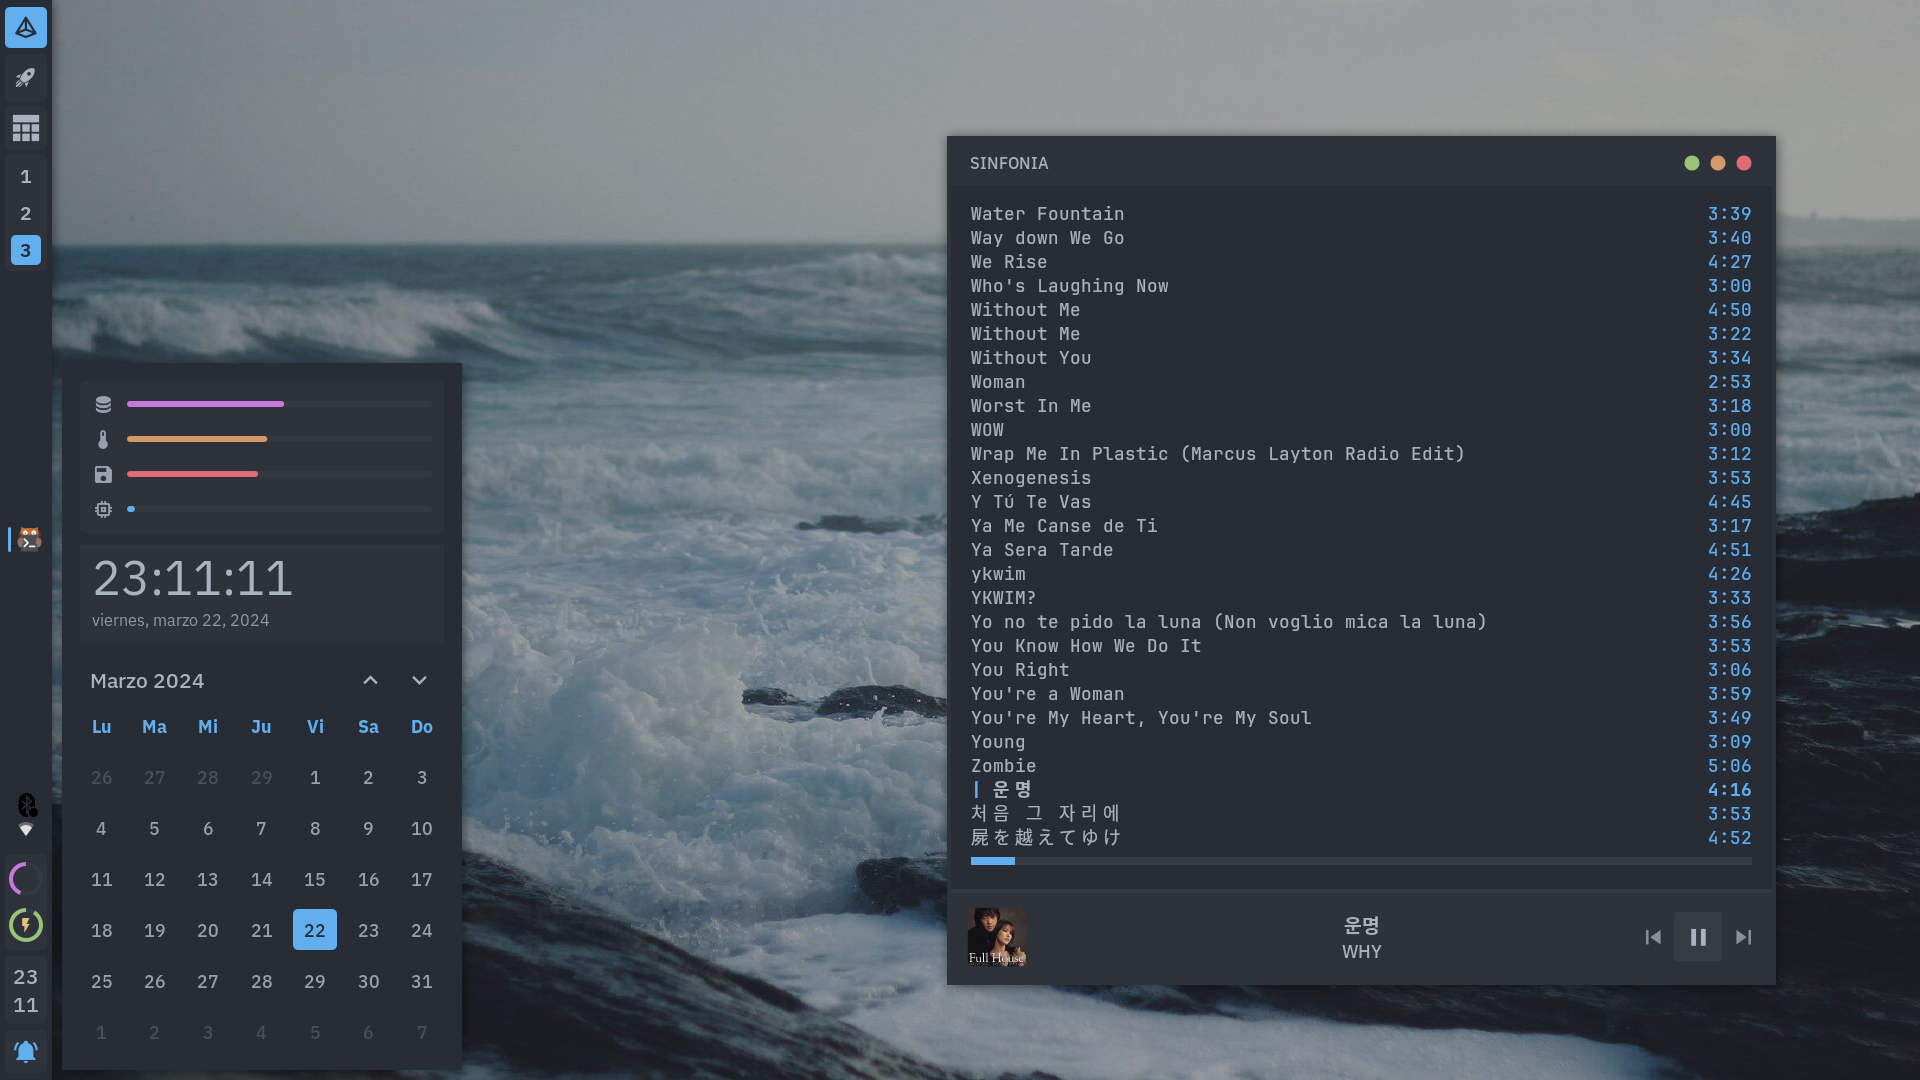 1
2
3
23
11
23:11:11
viernes, marzo 22, 2024
Marzo 2024
Lu Ma Mi Ju Vi Sa Do
26 27 28 29 1 2 3
4 5 6 7 8 9 10
11 12 13 14 15 16 17
18 19 20 21 22 23 24
25 26 27 28 29 30 31
1 2 3 4 5 6 7
SINFONIA
Water Fountain 3:39
Way down We Go 3:40
We Rise 4:27
Who's Laughing Now 3:00
Without Me 4:50
Without Me 3:22
Without You 3:34
Woman 2:53
Worst In Me 3:18
WOW 3:00
Wrap Me In Plastic (Marcus Layton Radio Edit) 3:12
Xenogenesis 3:53
Y Tú Te Vas 4:45
Ya Me Canse de Ti 3:17
Ya Sera Tarde 4:51
ykwim 4:26
YKWIM? 3:33
Yo no te pido la luna (Non voglio mica la luna) 3:56
You Know How We Do It 3:53
You Right 3:06
You're a Woman 3:59
You're My Heart, You're My Soul 3:49
Young 3:09
Zombie 5:06
| 운명 4:16
처음 그 자리에 3:53
屍を越えてゆけ 4:52
Full House
운명
WHY